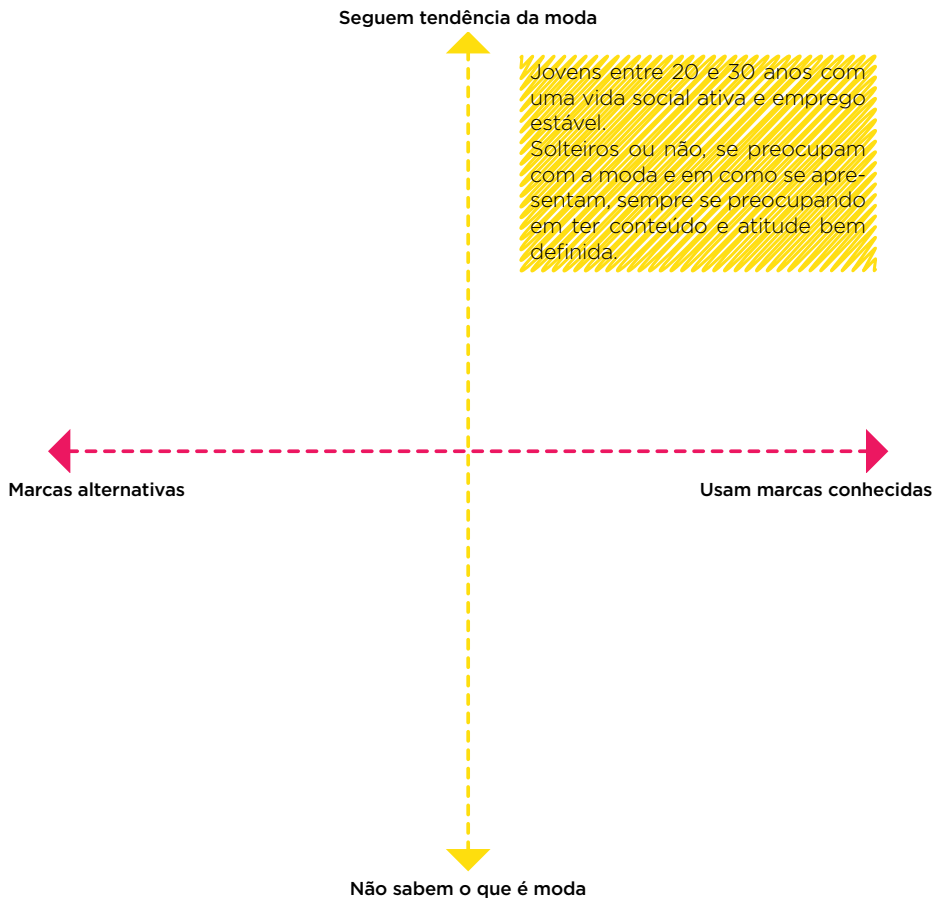 Seguem tendência da moda
Jovens entre 20 e 30 anos com
uma vida social ativa e emprego
estável.
Solteiros ou não, se preocupam
com a moda e em como se apre-
sentam, sempre se preocupando
em ter conteúdo e atitude bem
definida.
Marcas alternativas
Usam marcas conhecidas
Não sabem o que é moda